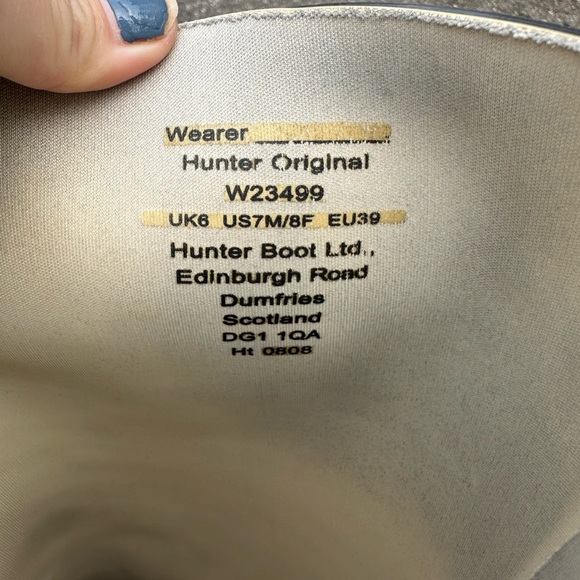 Wearer
Hunter Original
W23499
UK6 US7M/8F EU39
Hunter Boot Ltd.,
Edinburgh Road
Dumfries
Scotland
DG1 1QA
Ht 0808